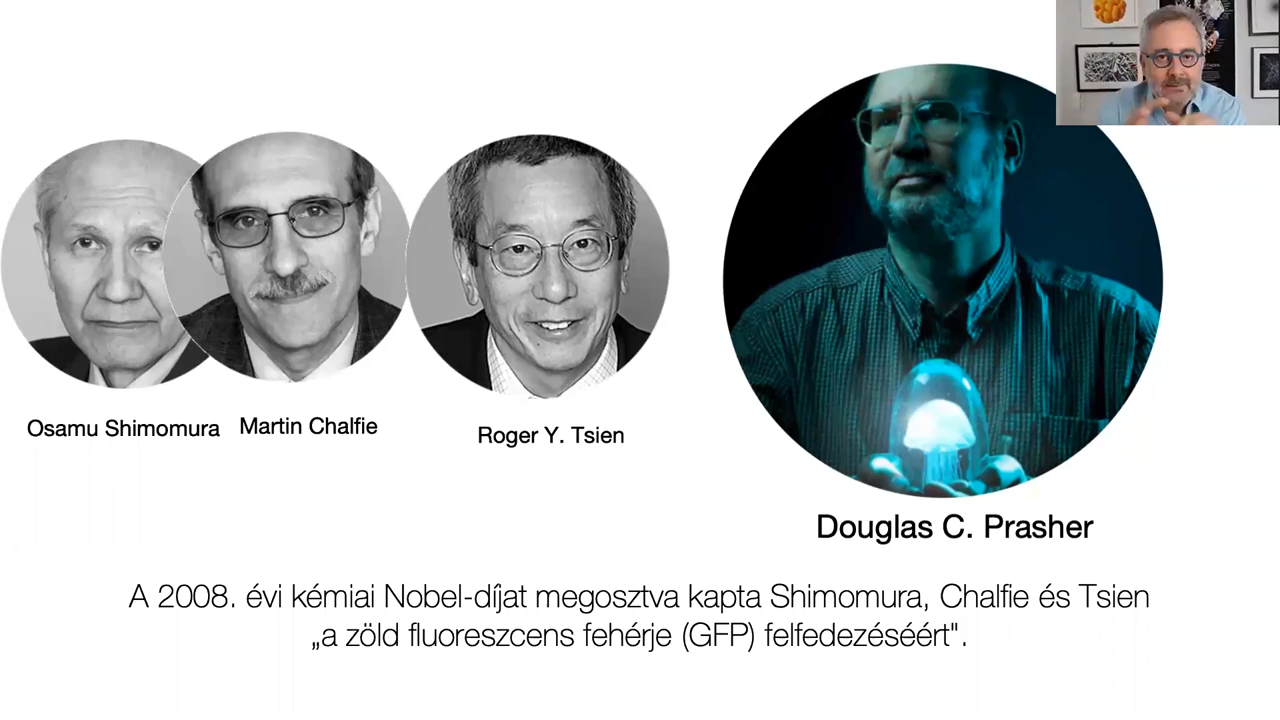 Osamu Shimomura
Martin Chalfie
Roger Y. Tsien
Douglas C. Prasher
A 2008. évi kémiai Nobel-díjat megosztva kapta Shimomura, Chalfie és Tsien
„a zöld fluoreszcens fehérje (GFP) felfedezéséért".